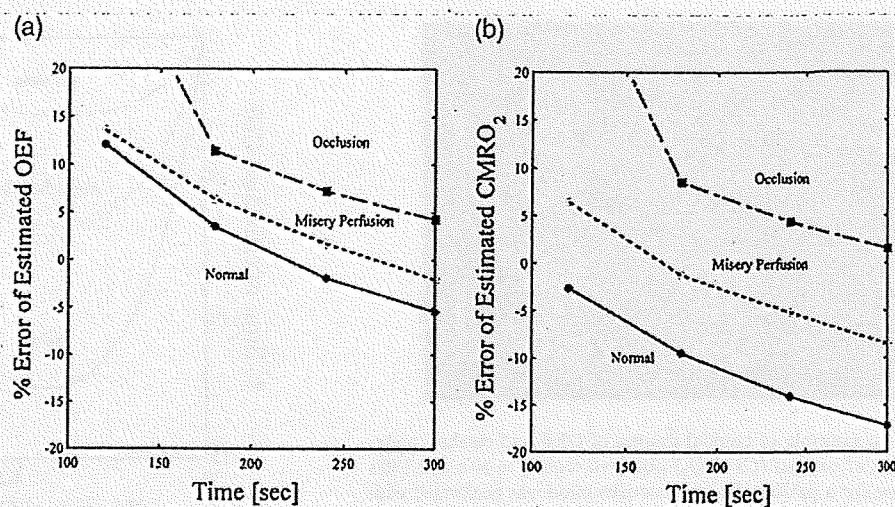 (a)
% Error of Estimated OEF
20
15
10
5
0
-5
-10
-15
-20
100
150
200
250
300
Time [sec]
Occlusion
Misery Perfusion
Normal
(b)
% Error of Estimated CMRO2
20
15
10
5
0
-5
-10
-15
-20
100
150
200
250
300
Time [sec]
Occlusion
Misery Perfusion
Normal